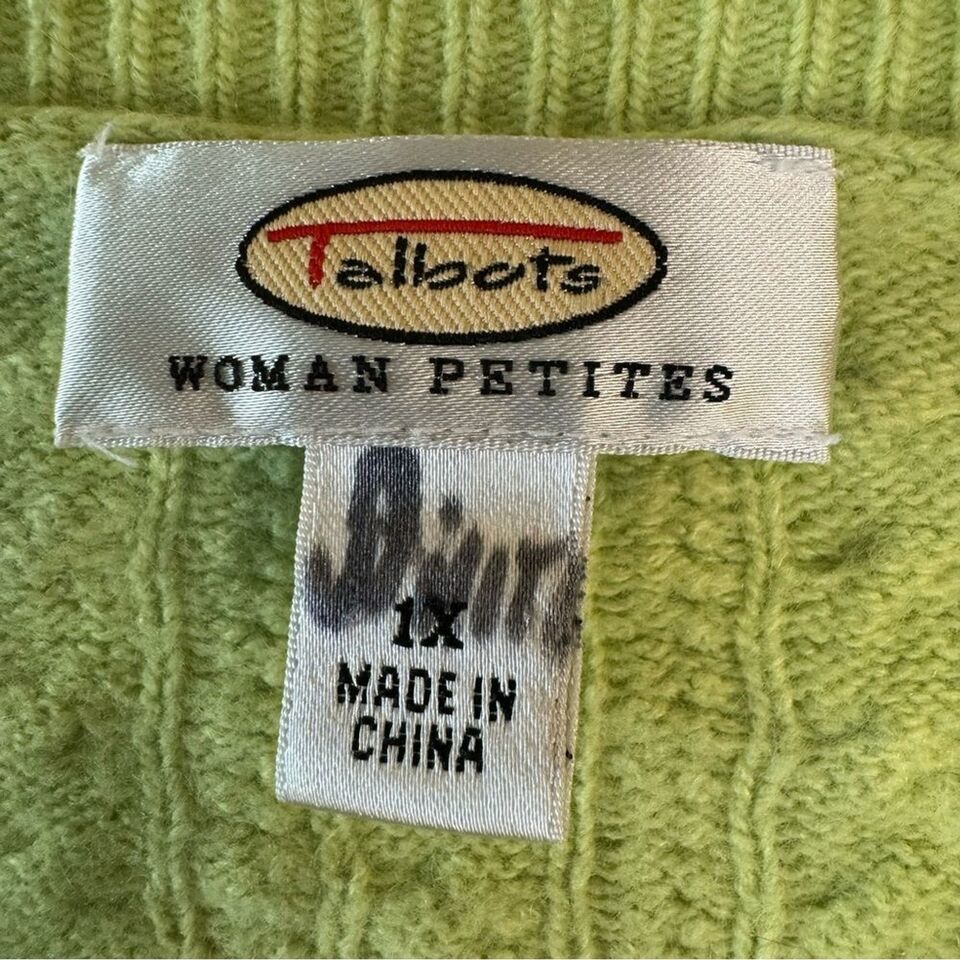 Talbots
WOMAN PETITES
1X
MADE IN
CHINA